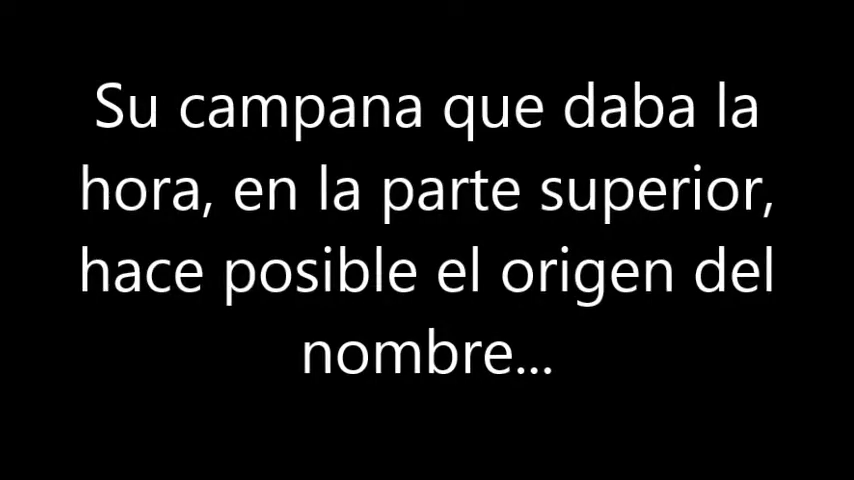 Su campana que daba la
hora, en la parte superior,
hace posible el origen del
nombre...